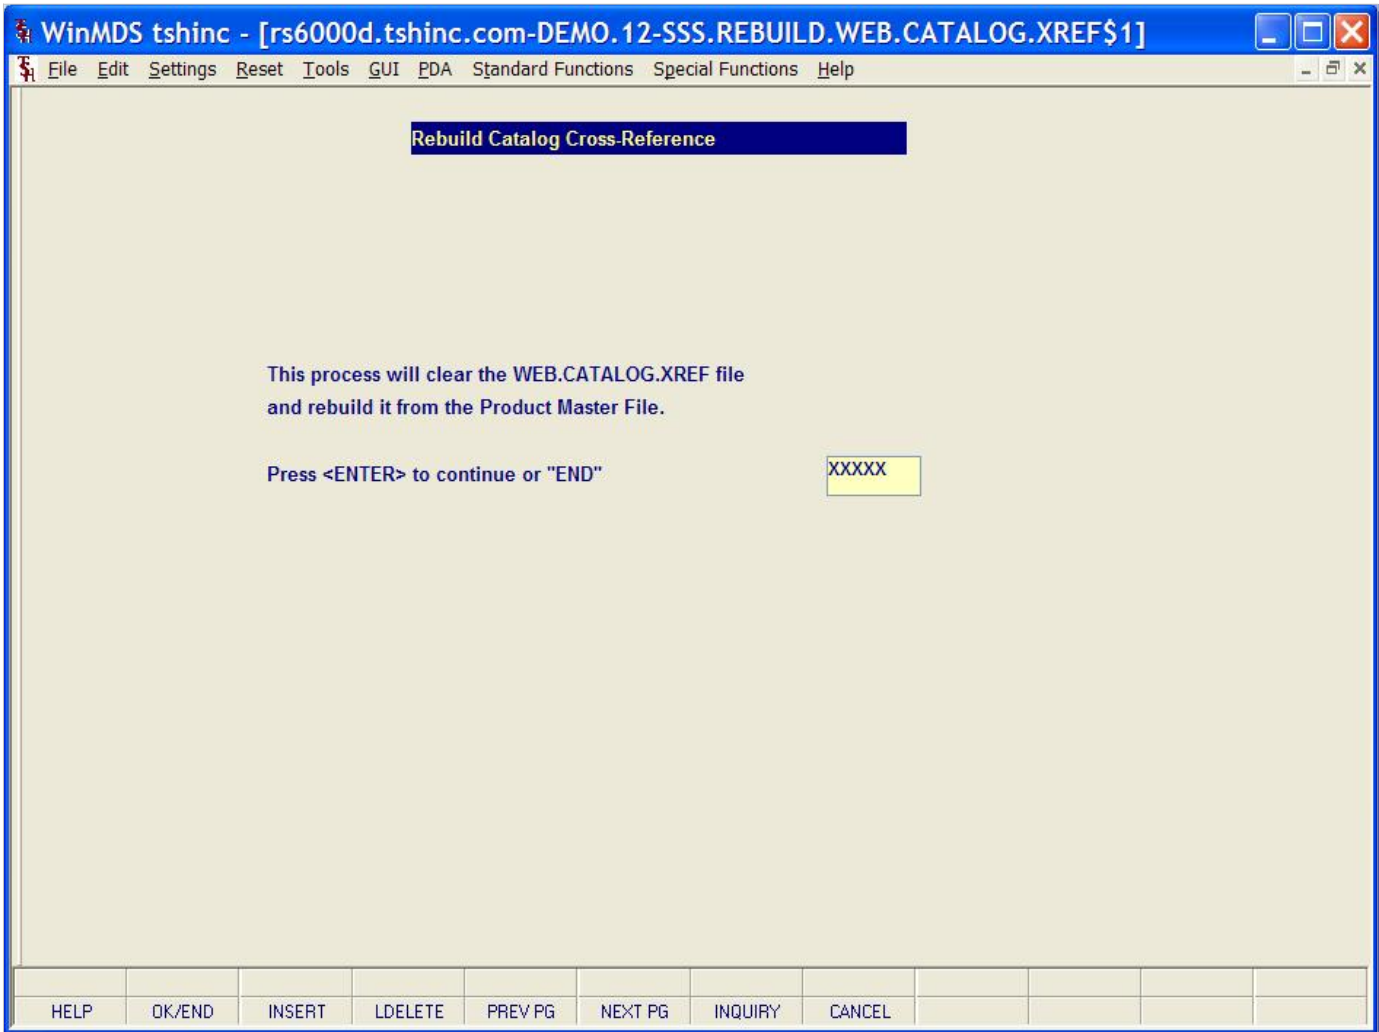 WinMDS tshinc - [rs6000d.tshinc.com-DEMO.12-SSS.REBUILD.WEB.CATALOG.XREF$1]
File Edit Settings Reset Tools GUI PDA Standard Functions Special Functions Help
Rebuild Catalog Cross-Reference
This process will clear the WEB.CATALOG.XREF file
and rebuild it from the Product Master File.
Press <ENTER> to continue or "END" XXXXX
HELP OK/END INSERT LDELETE PREV PG NEXT PG INQUIRY CANCEL